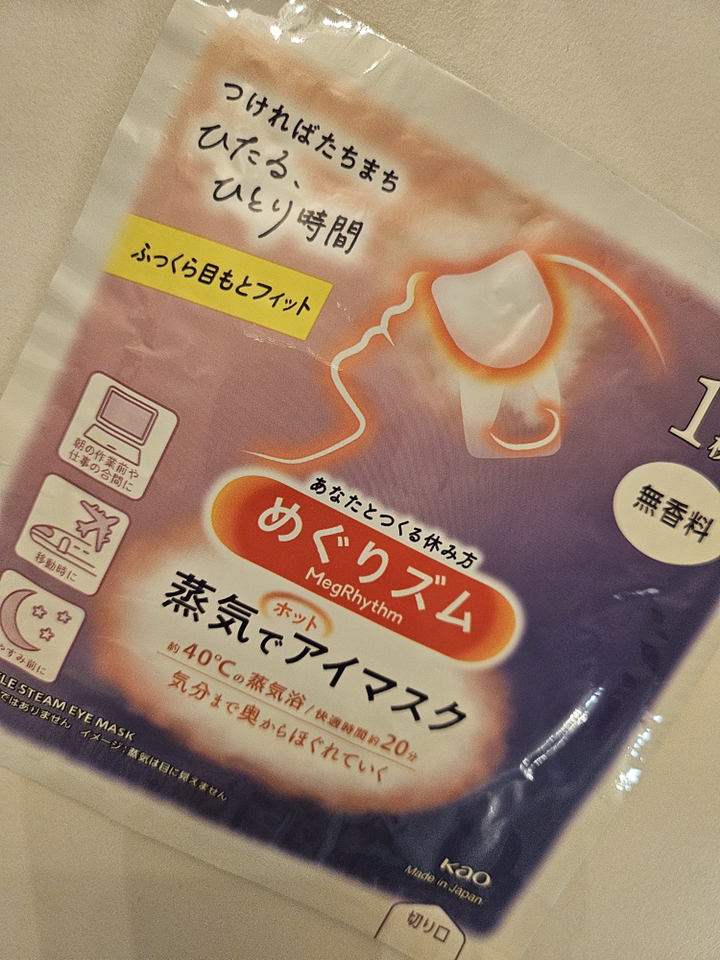 つければたちまち
ひたる、
ひとり時間
ふっくら目もとフィット
1枚
無香料
朝の作業前や
仕事の合間に
移動時に
すみ前に
あなたとつくる休み方
めぐりズム
MegRhythm
蒸気でホットアイマスク
約40℃の蒸気浴/快適時間約20分
気分まで奥からほぐれていく
LE STEAM EYE MASK
ではありません イメージ:蒸気は目に見えません
Kao
Made in Japan
切り口